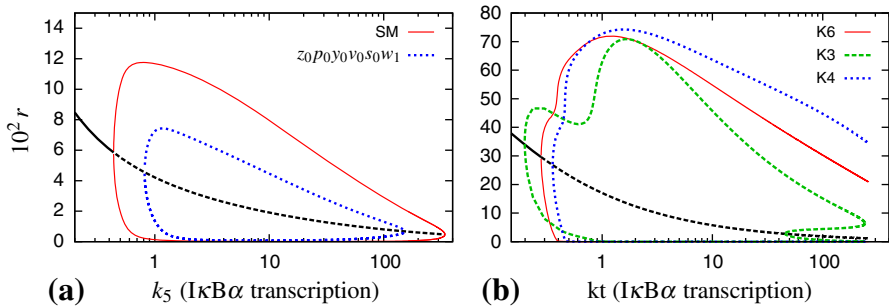 14
12
10
8
6
4
2
0
10² r
SM
z₀p₀y₀v₀s₀w₁
1
10
100
(a)
k₅ (IκBα transcription)
80
70
60
50
40
30
20
10
0
K6
K3
K4
1
10
100
(b)
kt (IκBα transcription)